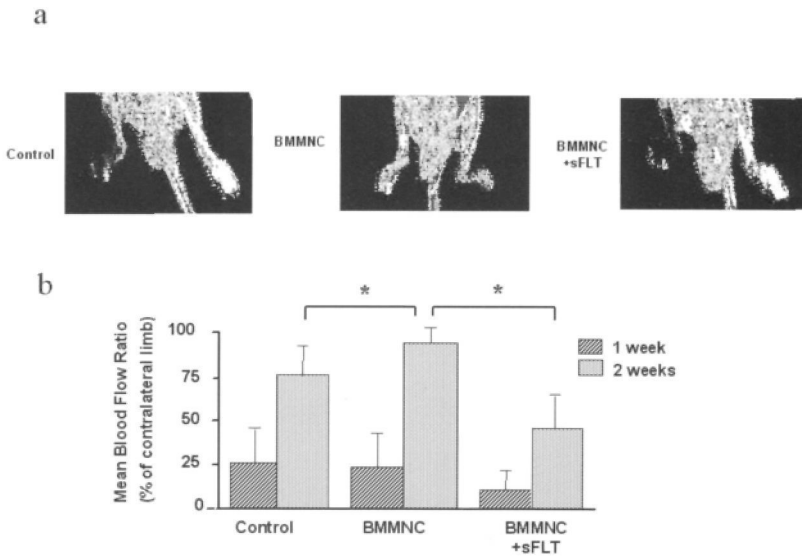 a
Control
BMMNC
BMMNC
+sFLT
b
* *
Mean Blood Flow Ratio
(% of contralateral limb)
100
75
50
25
0
1 week
2 weeks
Control BMMNC BMMNC
+sFLT